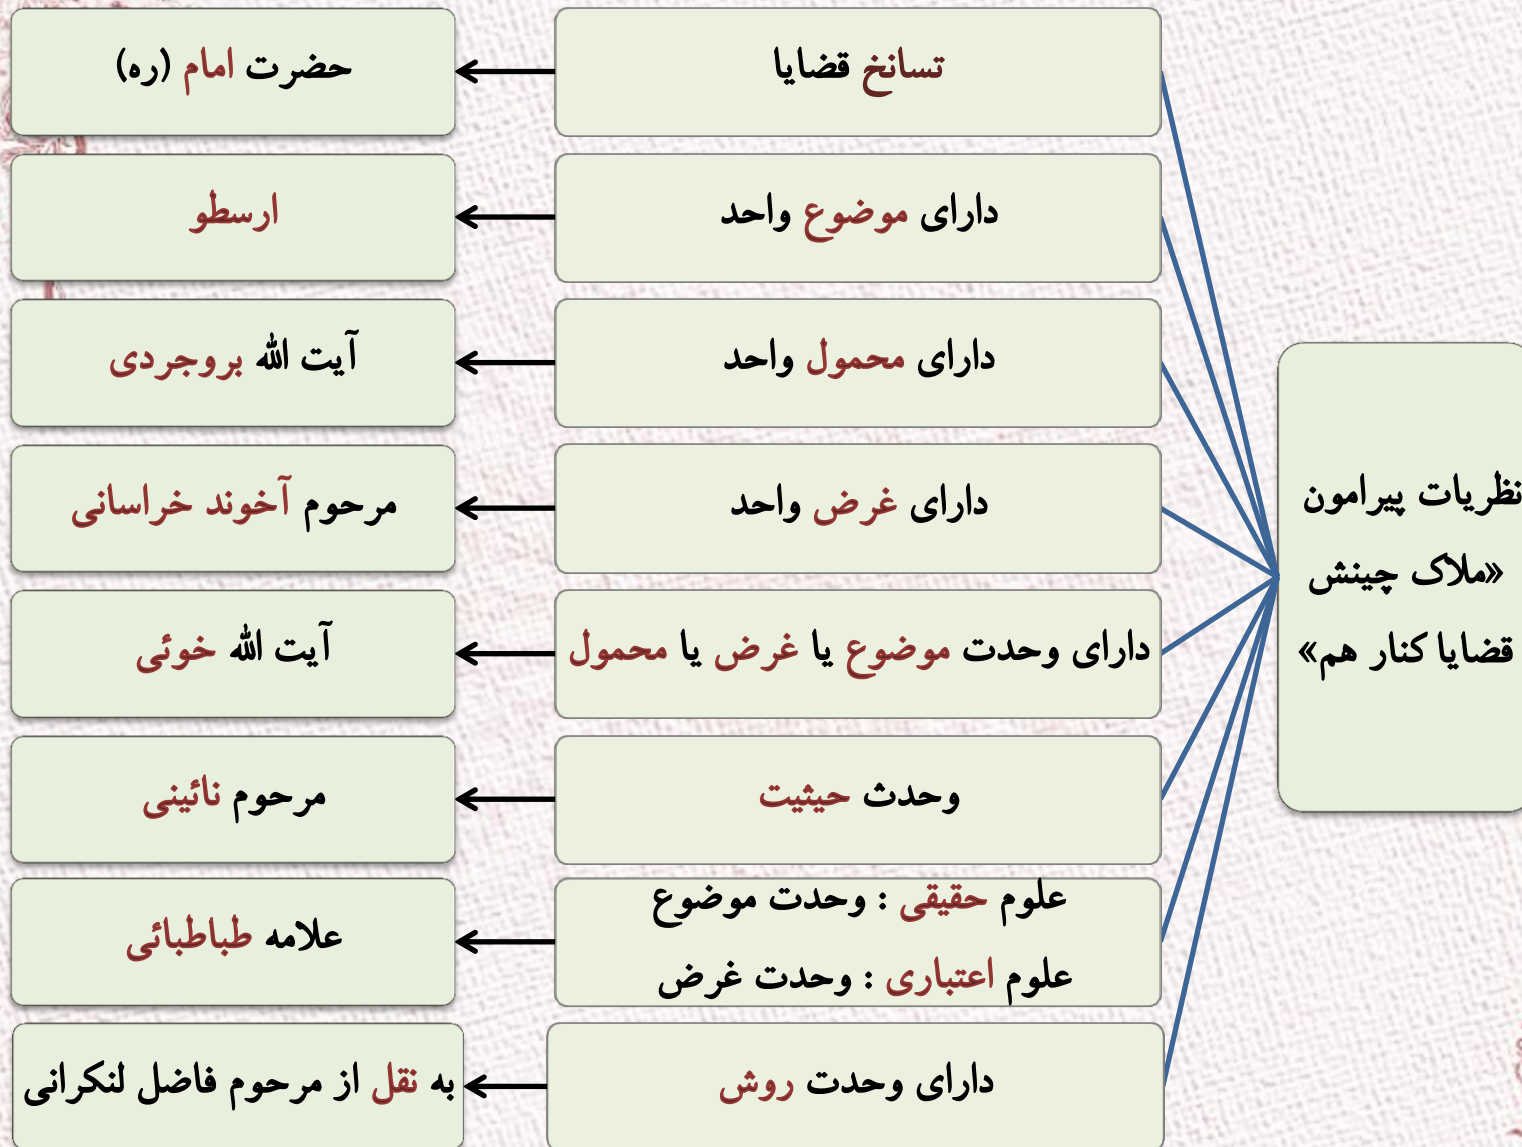 نظریات پیرامون
«ملاک چینش
قضایا کنار هم»
تسانخ قضایا
حضرت امام (ره)
دارای موضوع واحد
ارسطو
دارای محمول واحد
آیت الله بروجردی
دارای غرض واحد
مرحوم آخوند خراسانی
دارای وحدت موضوع یا غرض یا محمول
آیت الله خوئی
وحدث حیثیت
مرحوم نائینی
علوم حقیقی : وحدت موضوع
علوم اعتباری : وحدت غرض
علامه طباطبائی
دارای وحدت روش
به نقل از مرحوم فاضل لنکرانی